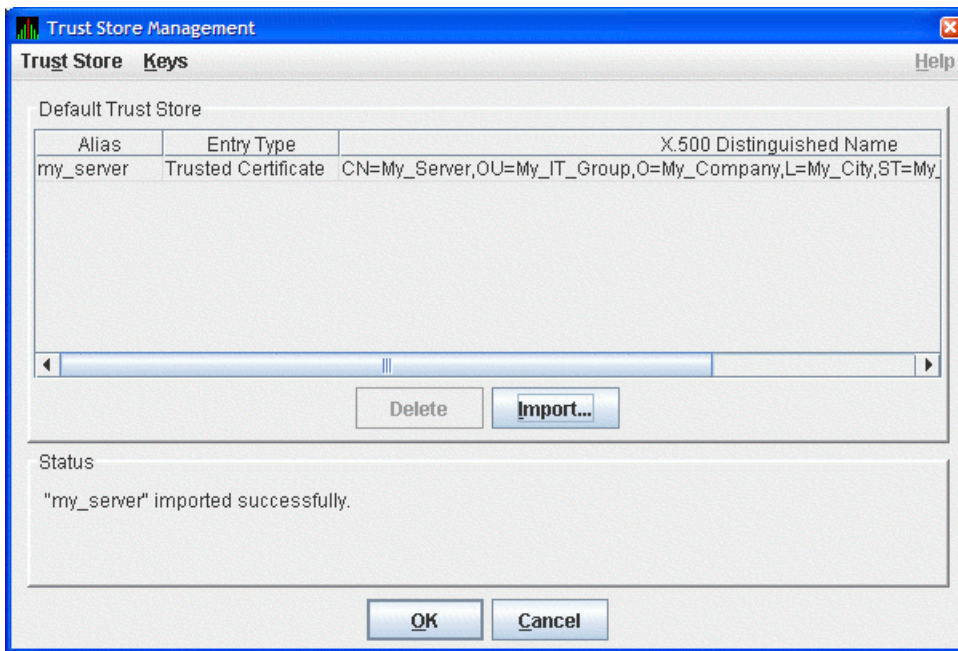 Trust Store Management
Trust Store Keys Help
Default Trust Store
Alias Entry Type X.500 Distinguished Name
my_server Trusted Certificate CN=My_Server,OU=My_IT_Group,O=My_Company,L=My_City,ST=My_
Delete Import...
Status
"my_server" imported successfully.
OK Cancel